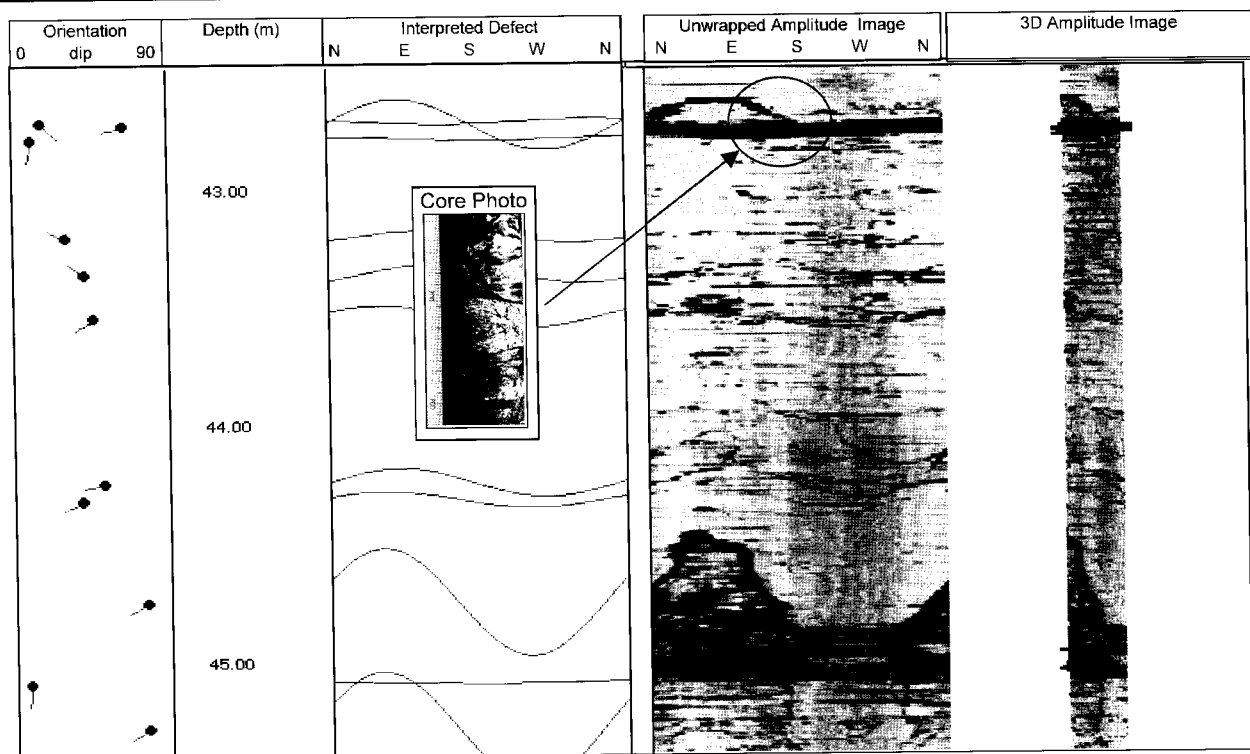 Orientation
0 dip 90
Depth (m)
Interpreted Defect
N E S W N
Unwrapped Amplitude Image
N E S W N
3D Amplitude Image
43.00
Core Photo
44.00
45.00